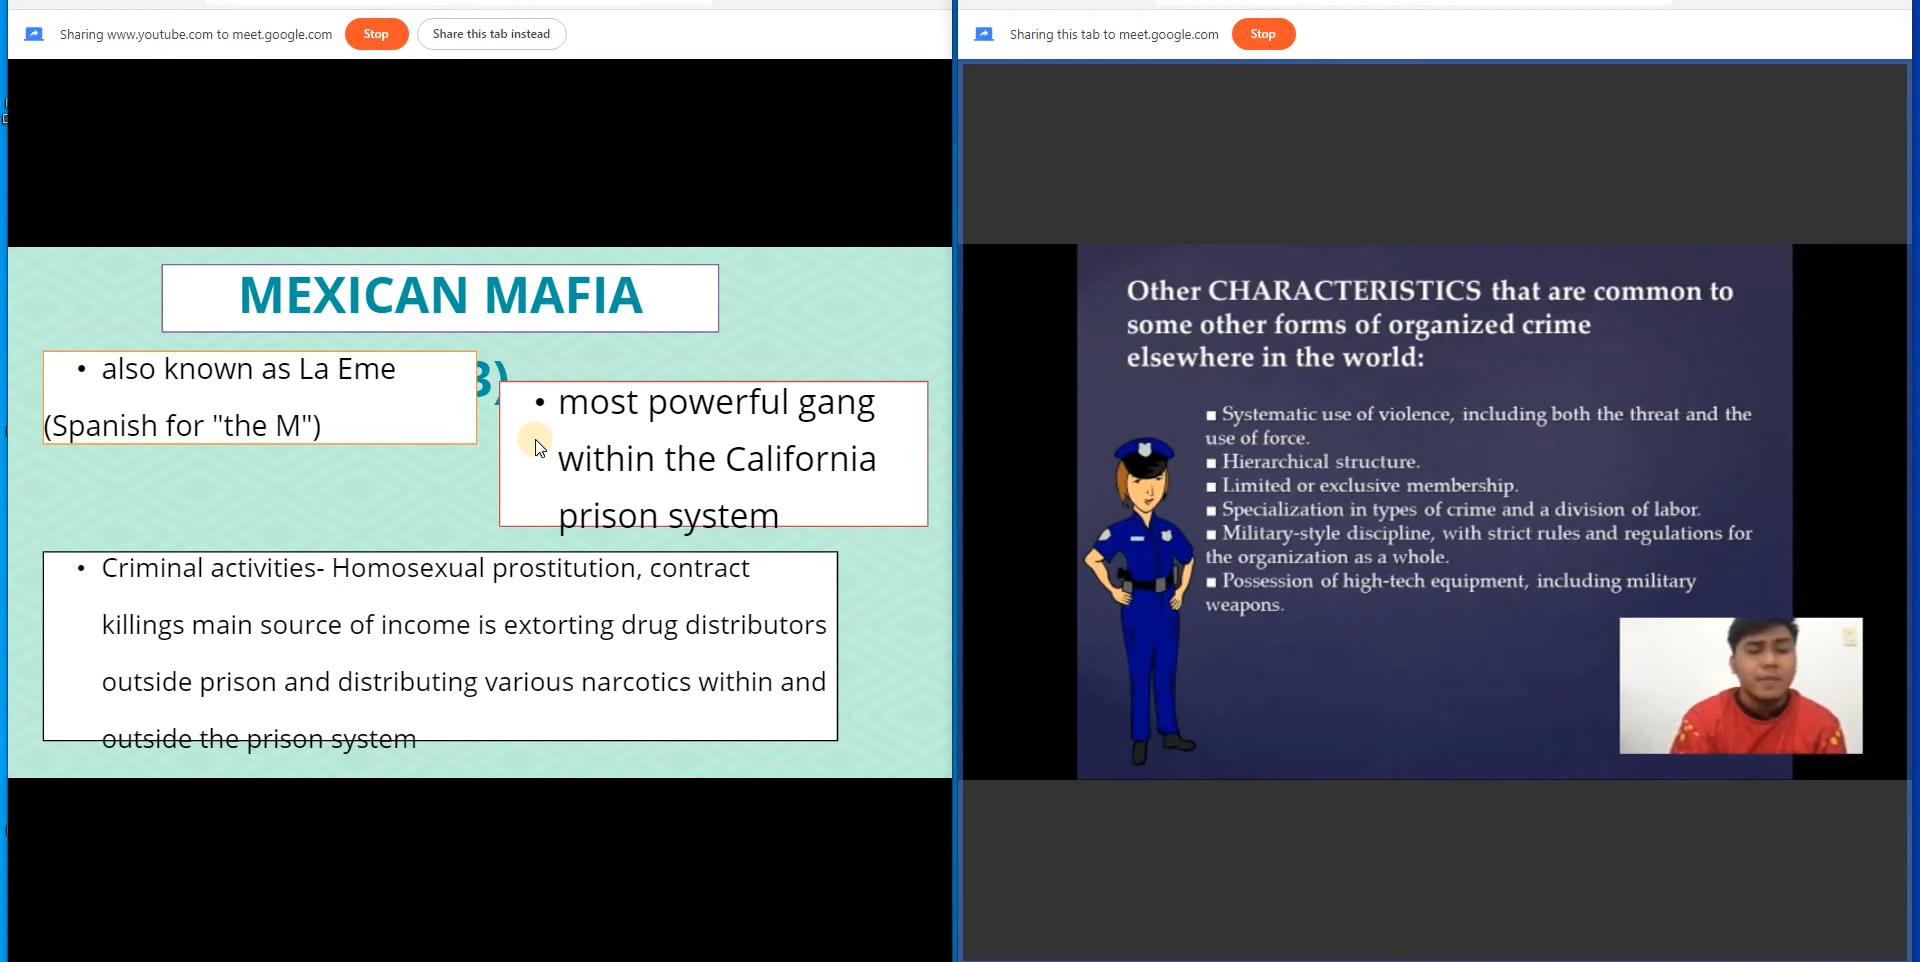 Sharing www.youtube.com to meet.google.com Stop Share this tab instead
MEXICAN MAFIA
3)
• also known as La Eme
(Spanish for "the M")
• most powerful gang
within the California
prison system
• Criminal activities- Homosexual prostitution, contract
killings main source of income is extorting drug distributors
outside prison and distributing various narcotics within and
outside the prison system
Sharing this tab to meet.google.com Stop
Other CHARACTERISTICS that are common to
some other forms of organized crime
elsewhere in the world:
■ Systematic use of violence, including both the threat and the
use of force.
■ Hierarchical structure.
■ Limited or exclusive membership.
■ Specialization in types of crime and a division of labor.
■ Military-style discipline, with strict rules and regulations for
the organization as a whole.
■ Possession of high-tech equipment, including military
weapons.